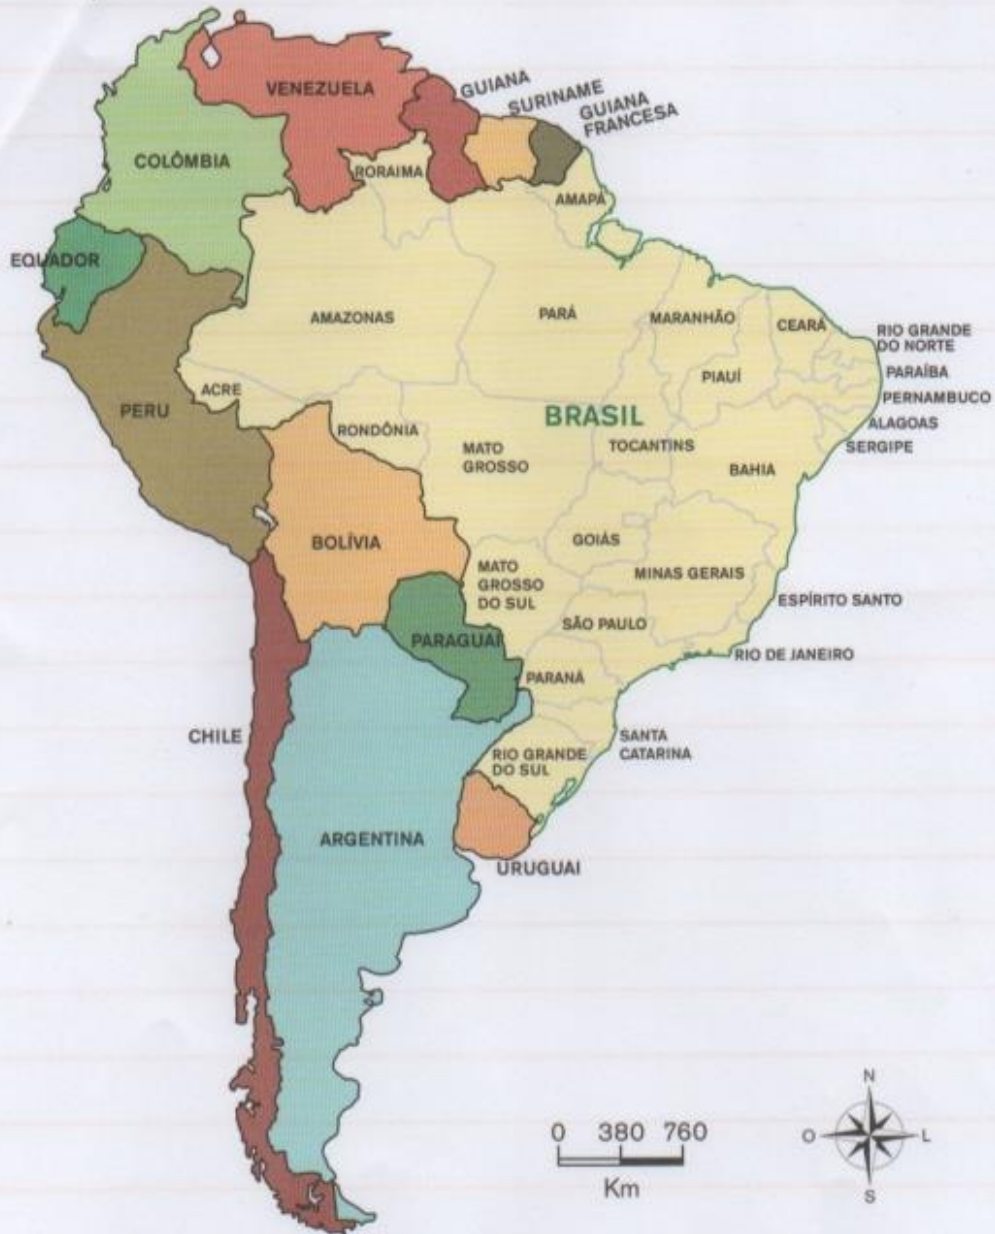 VENEZUELA
GUIANA
SURINAME
GUIANA
FRANCESA
COLÔMBIA
RORAIMA
AMAPÁ
EQUADOR
AMAZONAS
PARÁ
MARANHÃO
CEARÁ
RIO GRANDE
DO NORTE
PARAÍBA
PIAUÍ
ACRE
PERNAMBUCO
PERU
BRASIL
ALAGOAS
RONDÔNIA
TOCANTINS
SERGIPE
MATO
GROSSO
BAHIA
BOLÍVIA
GOIÁS
MATO
GROSSO
DO SUL
MINAS GERAIS
ESPÍRITO SANTO
SÃO PAULO
PARAGUAI
RIO DE JANEIRO
PARANÁ
CHILE
SANTA
CATARINA
RIO GRANDE
DO SUL
ARGENTINA
URUGUAI
N
0 380 760
O L
Km
S